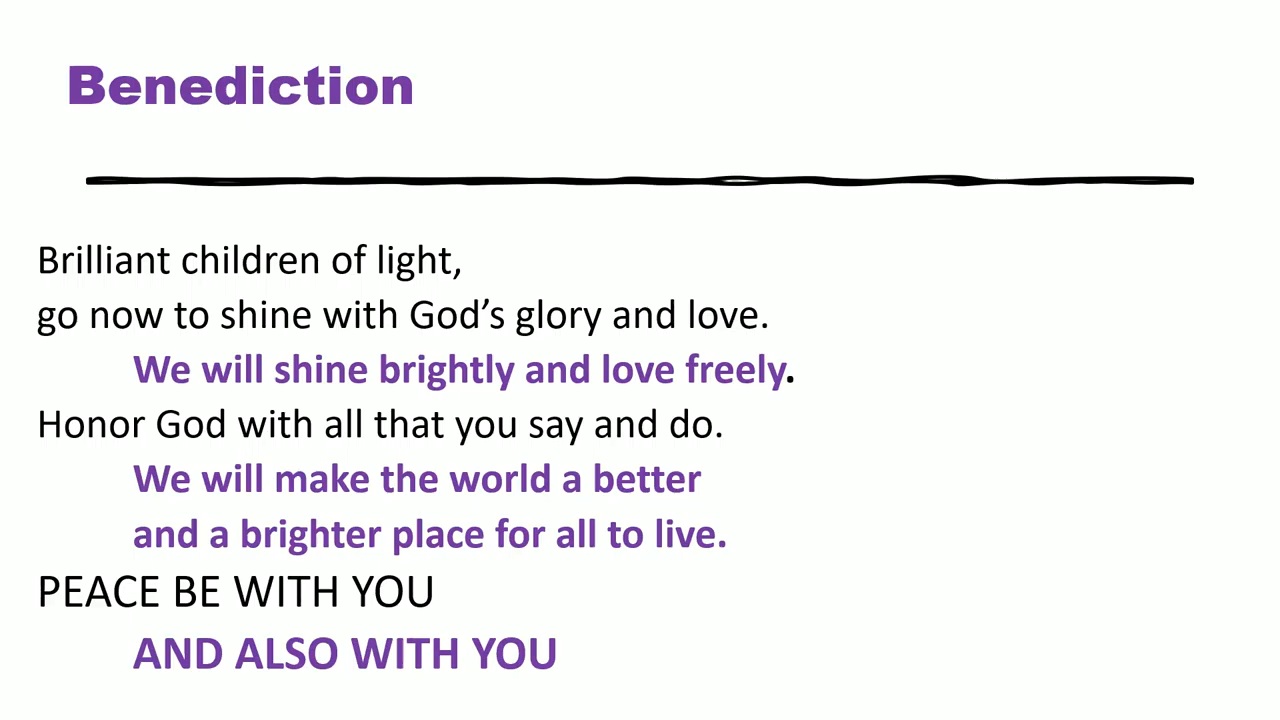 Benediction
Brilliant children of light,
go now to shine with God’s glory and love.
We will shine brightly and love freely.
Honor God with all that you say and do.
We will make the world a better
and a brighter place for all to live.
PEACE BE WITH YOU
AND ALSO WITH YOU